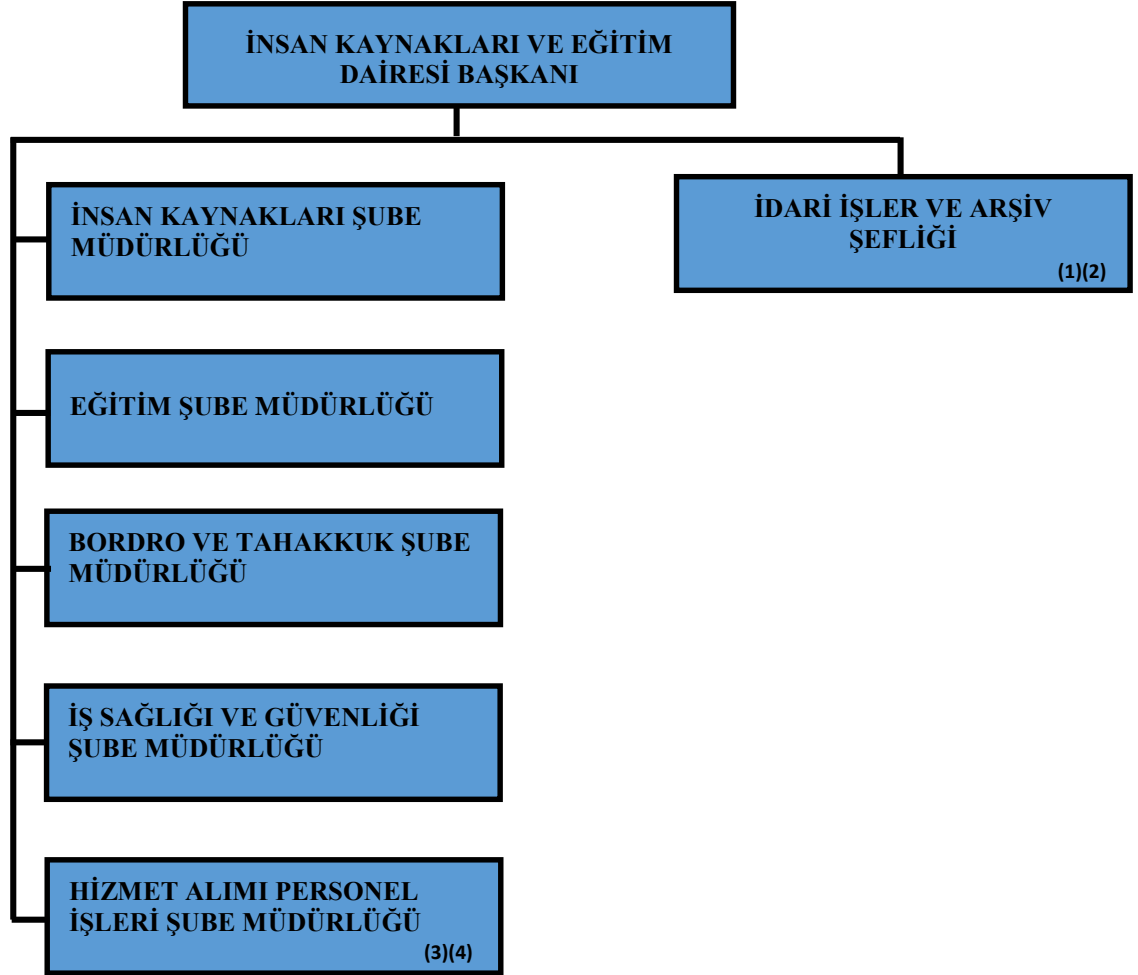 İNSAN KAYNAKLARI VE EĞİTİM
DAİRESİ BAŞKANI
İNSAN KAYNAKLARI ŞUBE
MÜDÜRLÜĞÜ
İDARİ İŞLER VE ARŞİV
ŞEFLİĞİ
(1)(2)
EĞİTİM ŞUBE MÜDÜRLÜĞÜ
BORDRO VE TAHAKKUK ŞUBE
MÜDÜRLÜĞÜ
İŞ SAĞLIĞI VE GÜVENLİĞİ
ŞUBE MÜDÜRLÜĞÜ
HİZMET ALIMI PERSONEL
İŞLERİ ŞUBE MÜDÜRLÜĞÜ
(3)(4)